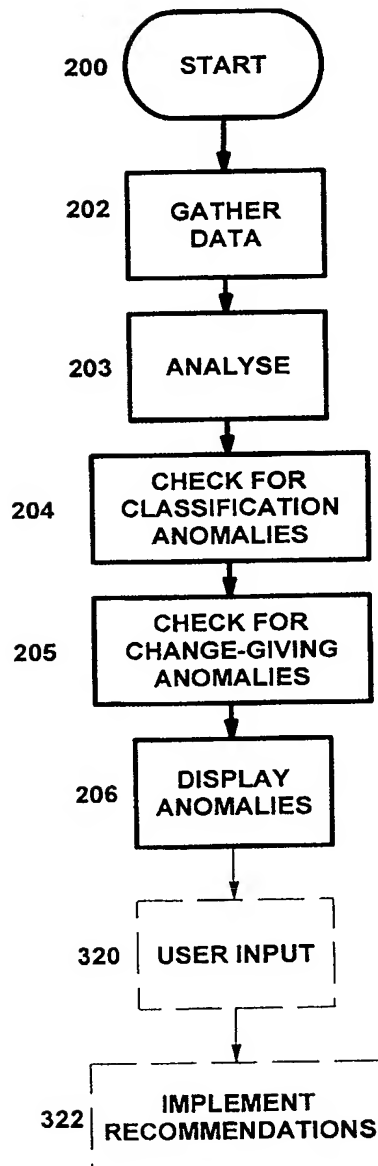 200 START
202 GATHER
DATA
203 ANALYSE
204 CHECK FOR
CLASSIFICATION
ANOMALIES
205 CHECK FOR
CHANGE-GIVING
ANOMALIES
206 DISPLAY
ANOMALIES
320 USER INPUT
322 IMPLEMENT
RECOMMENDATIONS